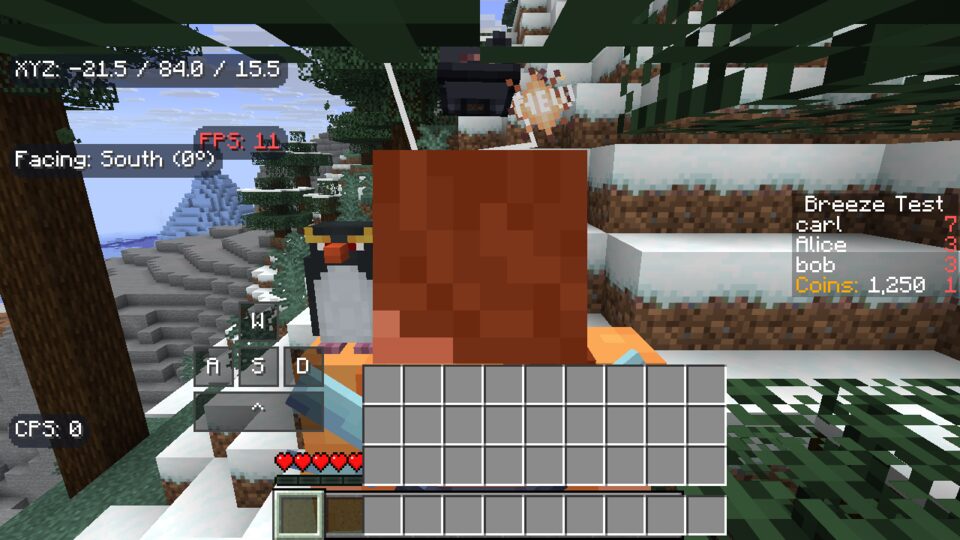 XYZ: -21.5 / 84.0 / 15.5
FPS: 11
Facing: South (0°)
NEW
Breeze Test
carl 7
Alice 3
bob 3
Coins: 1,250 1
W
A S D
^
CPS: 0